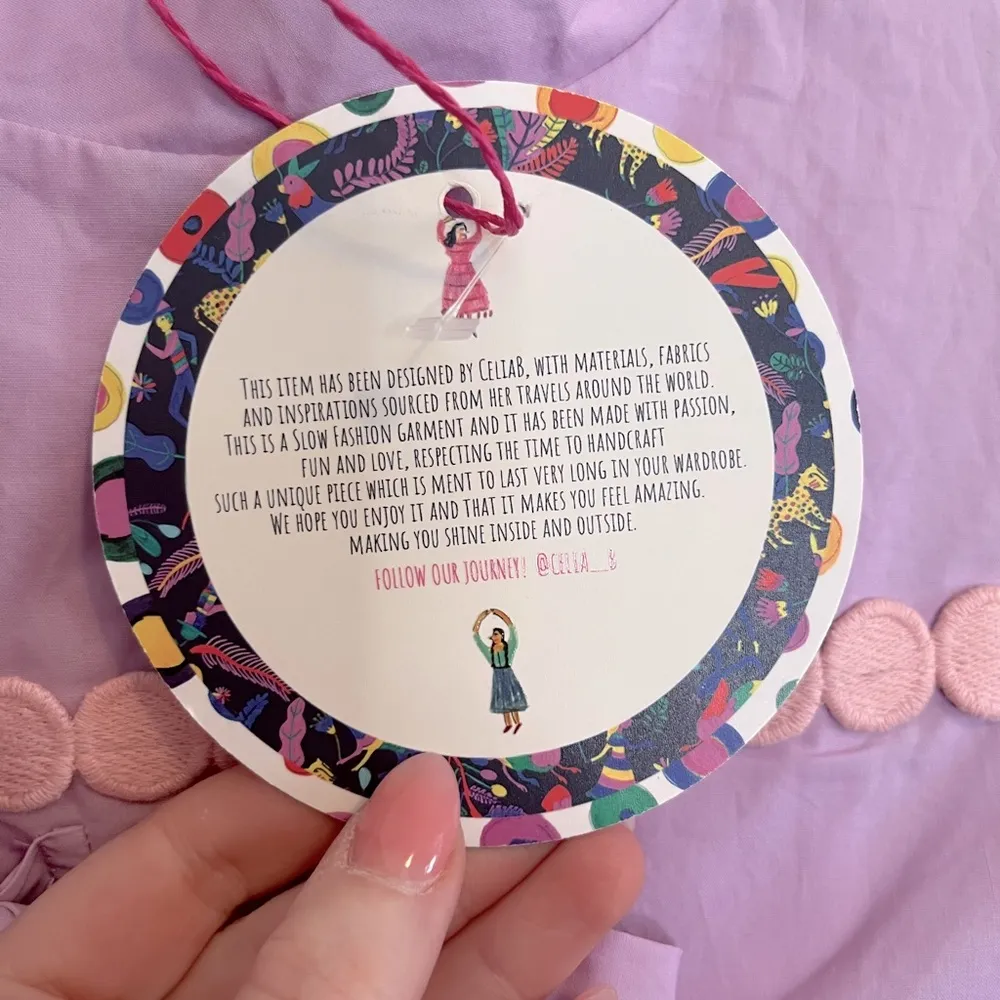 This item has been designed by CeliaB, with materials, fabrics
and inspirations sourced from her travels around the world.
This is a Slow Fashion garment and it has been made with passion,
fun and love, respecting the time to handcraft
such a unique piece which is ment to last very long in your wardrobe.
We hope you enjoy it and that it makes you feel amazing.
making you shine inside and outside.
Follow our journey! @celia__b